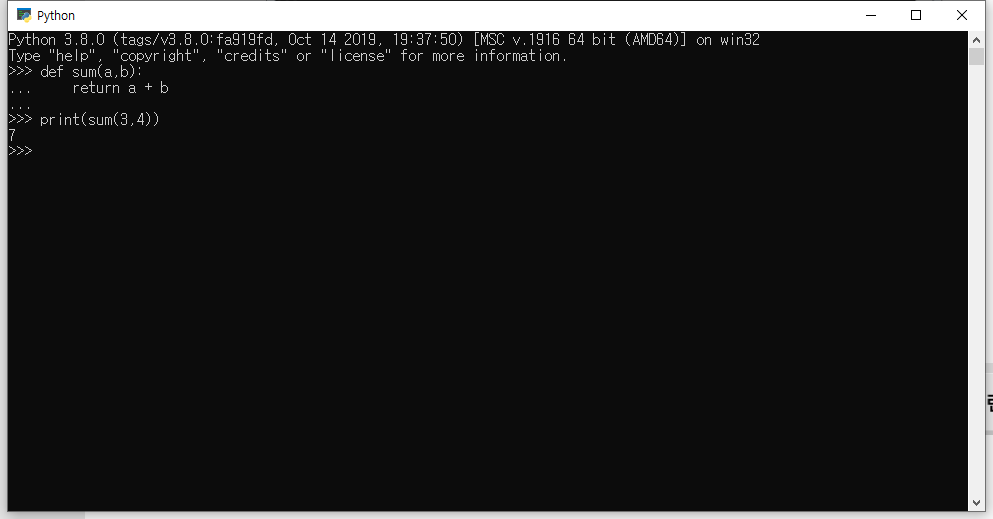 Python
Python 3.8.0 (tags/v3.8.0:fa919fd, Oct 14 2019, 19:37:50) [MSC v.1916 64 bit (AMD64)] on win32
Type "help", "copyright", "credits" or "license" for more information.
>>> def sum(a,b):
...     return a + b
...
>>> print(sum(3,4))
7
>>>